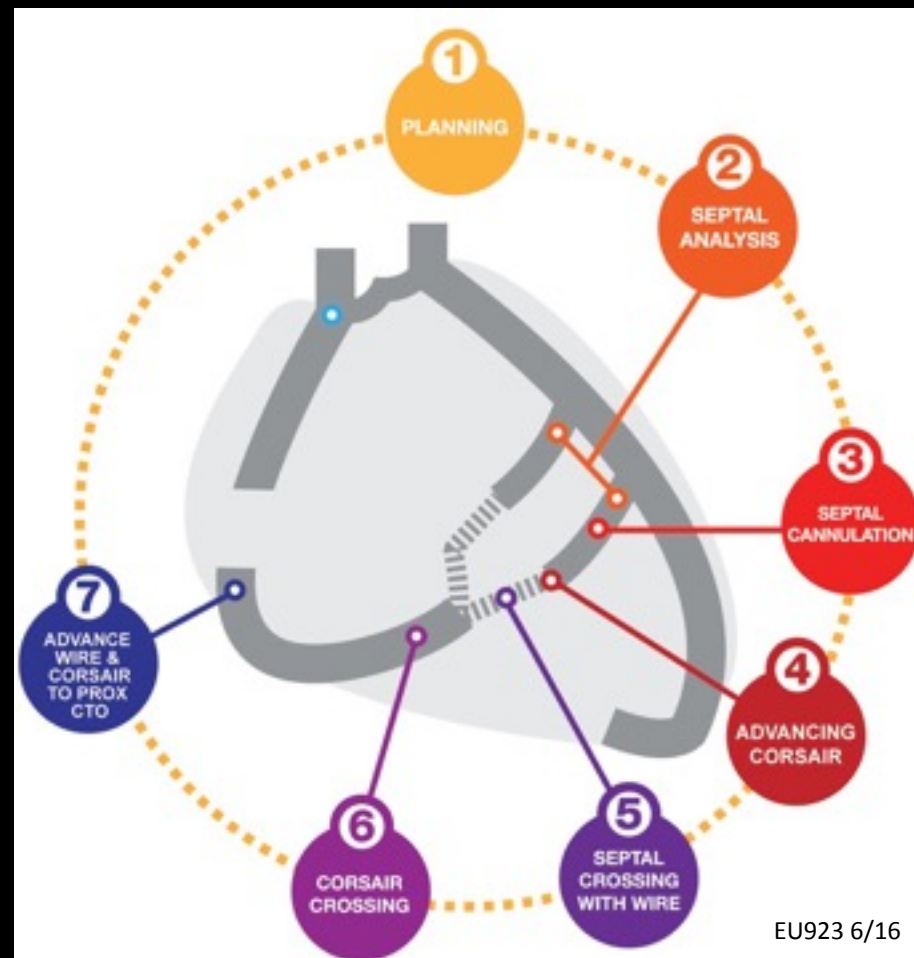 1
PLANNING
2
SEPTAL
ANALYSIS
3
SEPTAL
CANNULATION
4
ADVANCING
CORSAIR
5
SEPTAL
CROSSING
WITH WIRE
6
CORSAIR
CROSSING
7
ADVANCE
WIRE &
CORSAIR
TO PROX
CTO
EU923 6/16